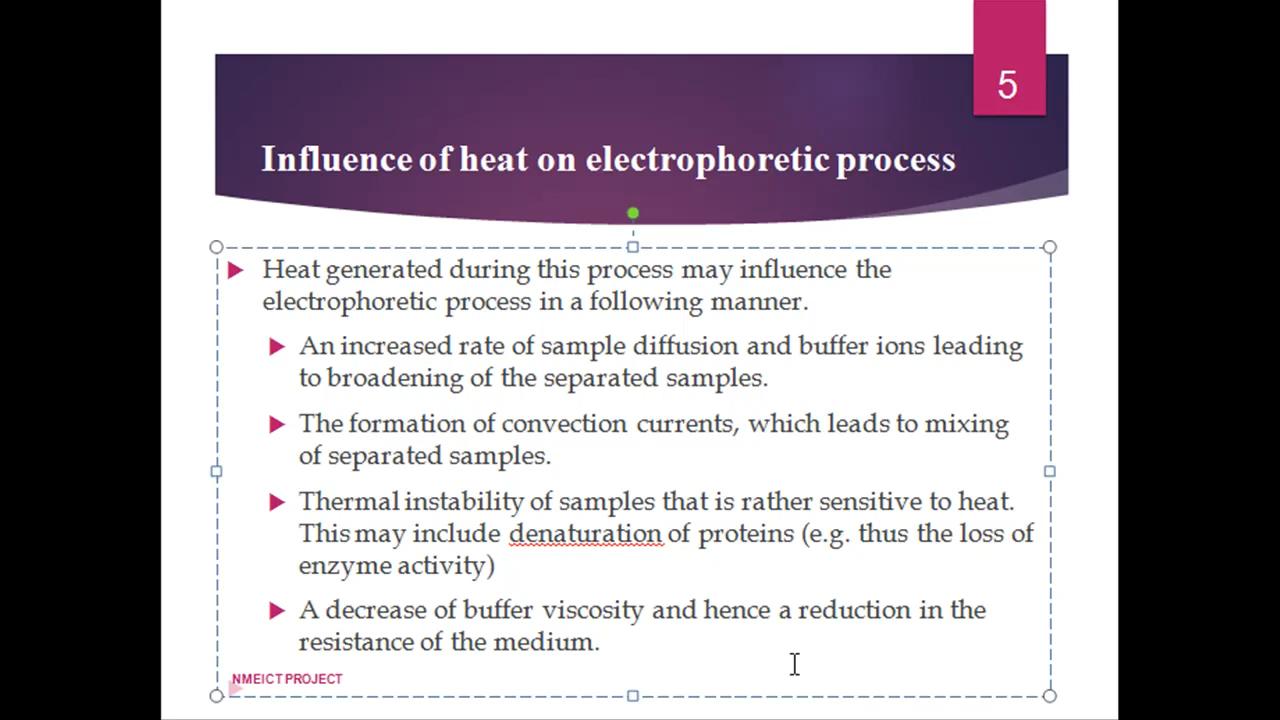 5
Influence of heat on electrophoretic process
Heat generated during this process may influence the
electrophoretic process in a following manner.
An increased rate of sample diffusion and buffer ions leading
to broadening of the separated samples.
The formation of convection currents, which leads to mixing
of separated samples.
Thermal instability of samples that is rather sensitive to heat.
This may include denaturation of proteins (e.g. thus the loss of
enzyme activity)
A decrease of buffer viscosity and hence a reduction in the
resistance of the medium.
NMEICT PROJECT